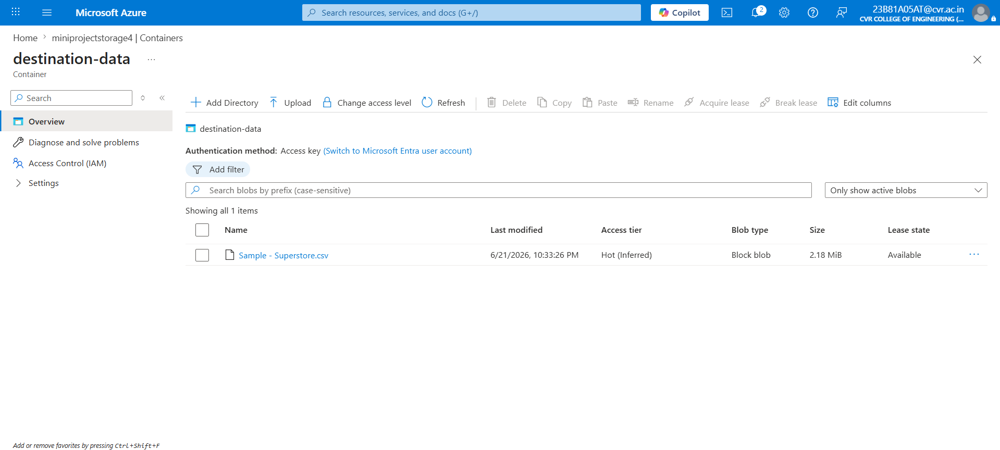 Microsoft Azure
Search resources, services, and docs (G+/)
Copilot
2
23B81A05AT@cvr.ac.in
CVR COLLEGE OF ENGINEERING (...
Home > miniprojectstorage4 | Containers
destination-data ...
Container
Search
Overview
Diagnose and solve problems
Access Control (IAM)
Settings
Add Directory Upload Change access level Refresh Delete Copy Paste Rename Acquire lease Break lease Edit columns
destination-data
Authentication method: Access key (Switch to Microsoft Entra user account)
Add filter
Search blobs by prefix (case-sensitive)
Only show active blobs
Showing all 1 items
Name Last modified Access tier Blob type Size Lease state
Sample - Superstore.csv 6/21/2026, 10:33:26 PM Hot (Inferred) Block blob 2.18 MiB Available ...
Add or remove favorites by pressing Ctrl+Shift+F